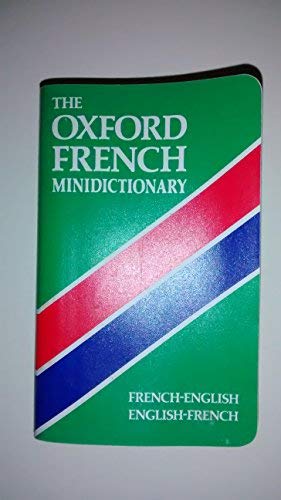 THE
OXFORD
FRENCH
MINIDICTIONARY
FRENCH-ENGLISH
ENGLISH-FRENCH